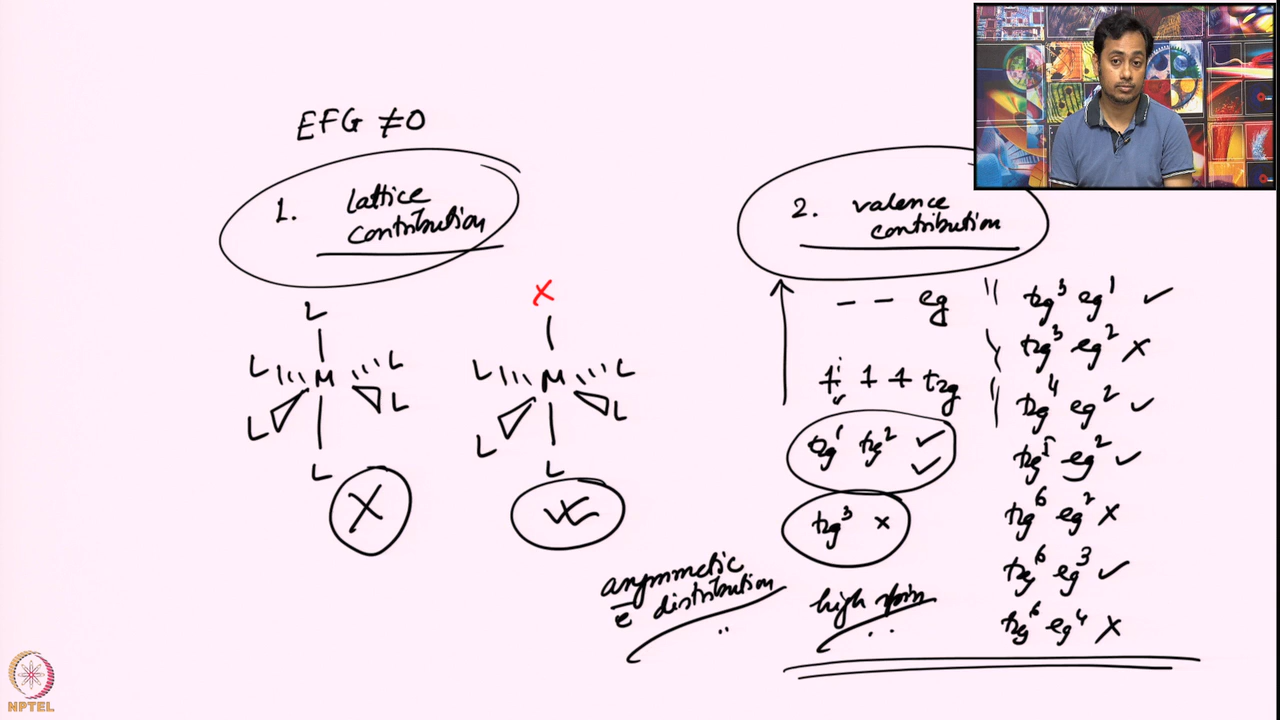 EFG ≠0
1. lattice
contribution
L
L L
M
L L
L
X
X
L L
M
L L
L
2. valence
contribution
eg
t2g
t2g¹ t2g² ✓
✓
t2g³ x
high spin
asymmetic
e⁻ distribution
t2g³ eg¹ ✓
t2g³ eg² X
t2g⁴ eg² ✓
t2g⁵ eg² ✓
t2g⁶ eg² X
t2g⁶ eg³ ✓
t2g⁶ eg⁴ X
NPTEL